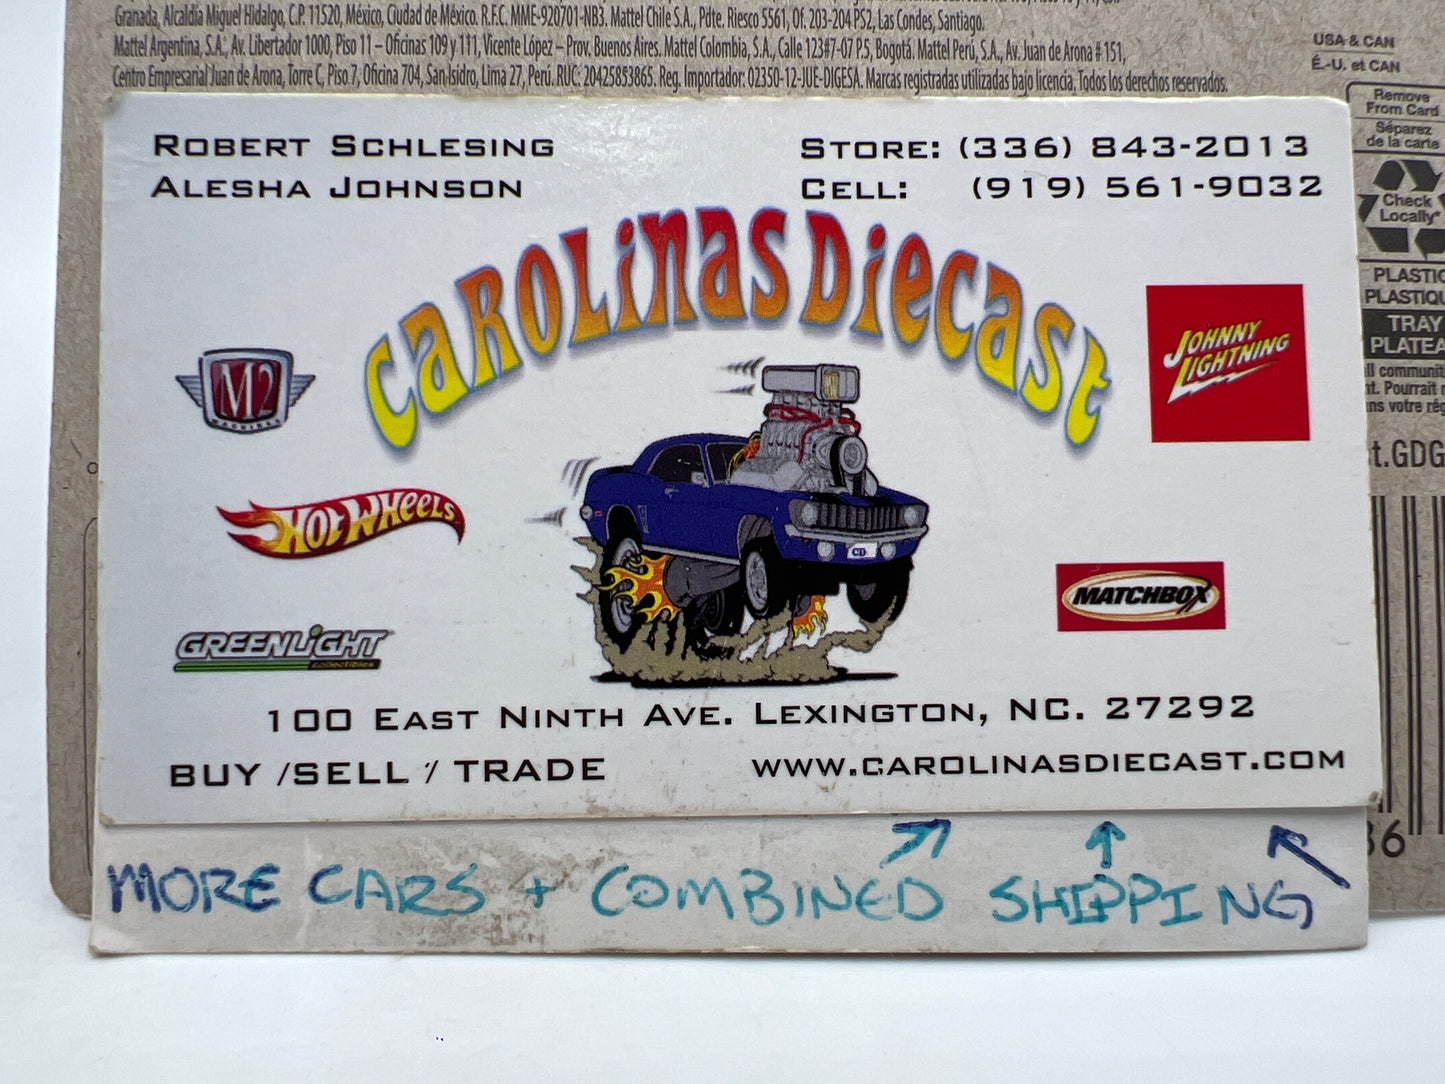 Granada, Alcaldía Miguel Hidalgo, C.P. 11520, México, Ciudad de México. R.F.C. MME-920701-NB3. Mattel Chile S.A., Pdte. Riesco 5561, Of. 203-204 P52, Las Condes, Santiago.
Mattel Argentina, S.A., Av. Libertador 1000, Piso 11 – Oficinas 109 y 111, Vicente López – Prov. Buenos Aires. Mattel Colombia, S.A., Calle 123#7-07 P.5, Bogotá. Mattel Perú, S.A., Av. Juan de Arona # 151,
Centro Empresarial Juan de Arona, Torre C, Piso 7, Oficina 704, San Isidro, Lima 27, Perú. RUC: 20425853865. Reg. Importador: 02350-12-JUE-DIGESA. Marcas registradas utilizadas bajo licencia. Todos los derechos reservados.
USA & CAN
É.-U. et CAN
Remove
From Card
Séparez
de la carte
Check
Locally*
PLASTIC
TRAY
ROBERT SCHLESING
ALESHA JOHNSON
STORE: (336) 843-2013
CELL: (919) 561-9032
CAROLINAS DIECAST
M2
MACHINES
JOHNNY
LIGHTNING
HOT WHEELS
MATCHBOX
GREENLIGHT
collectibles
100 EAST NINTH AVE. LEXINGTON, NC. 27292
BUY /SELL / TRADE
WWW.CAROLINASDIECAST.COM
MORE CARS + COMBINED SHIPPING